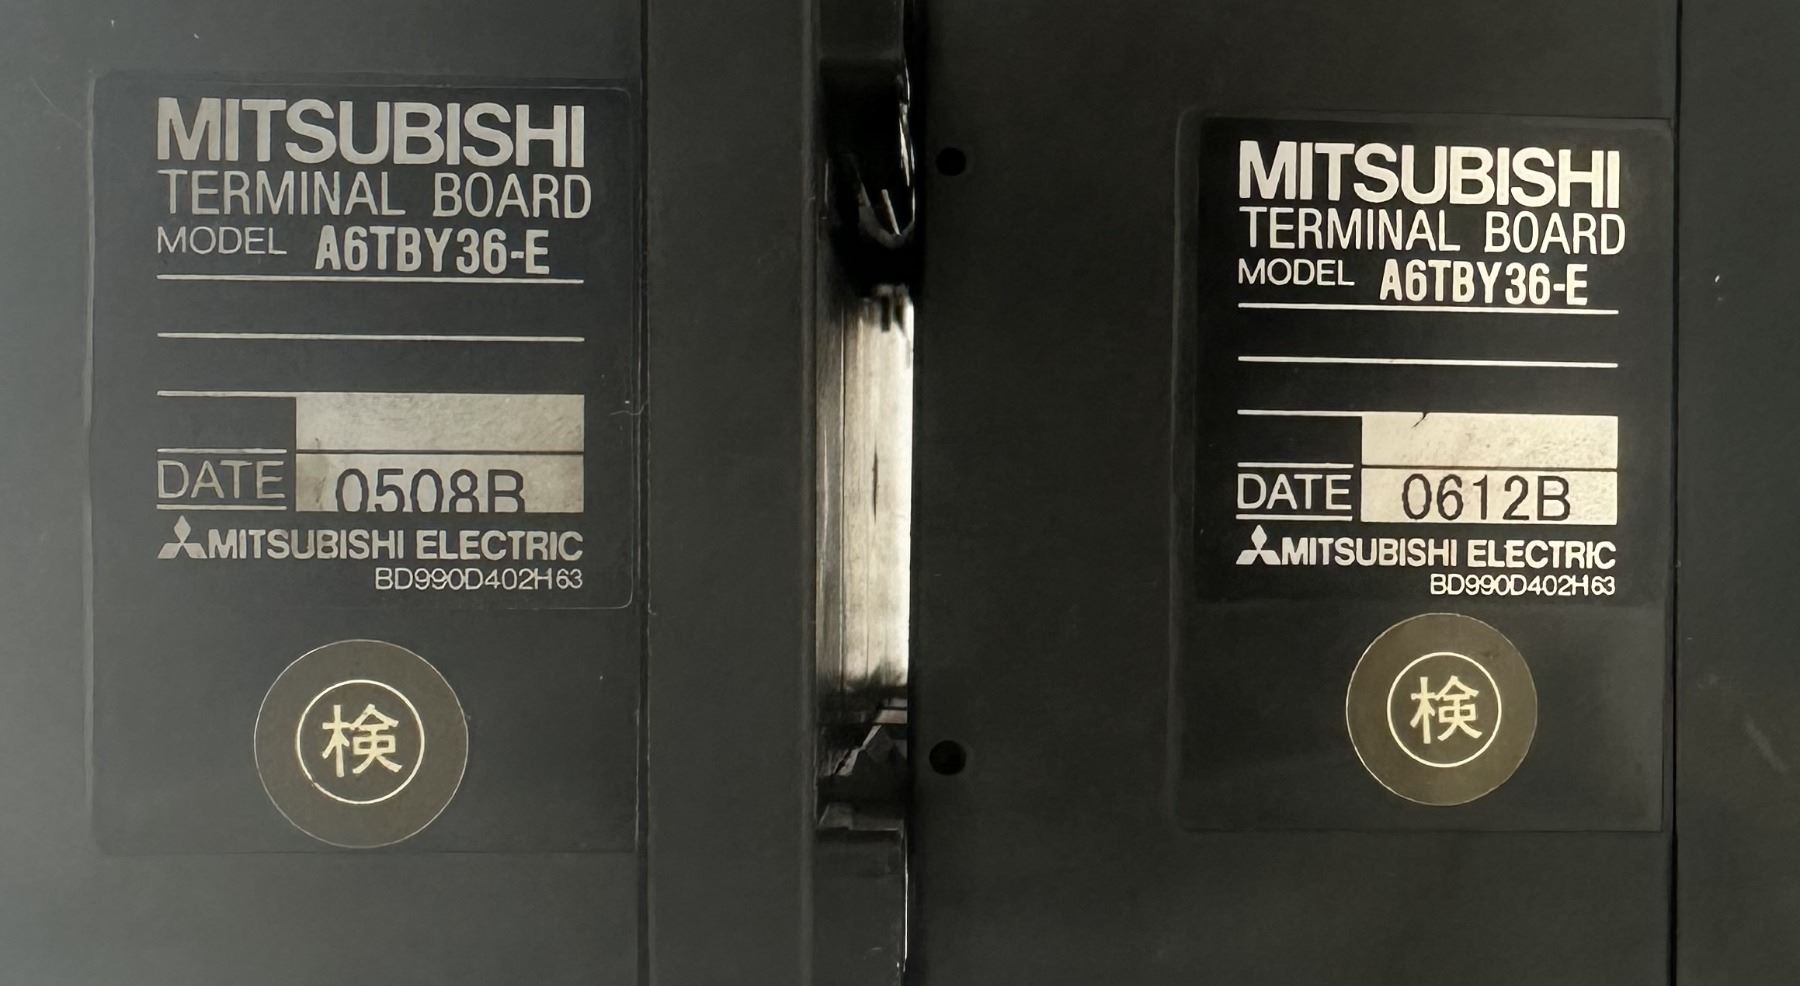 MITSUBISHI
TERMINAL BOARD
MODEL A6TBY36-E
DATE 0508B
MITSUBISHI ELECTRIC
BD990D402H63
検
MITSUBISHI
TERMINAL BOARD
MODEL A6TBY36-E
DATE 0612B
MITSUBISHI ELECTRIC
BD990D402H63
検